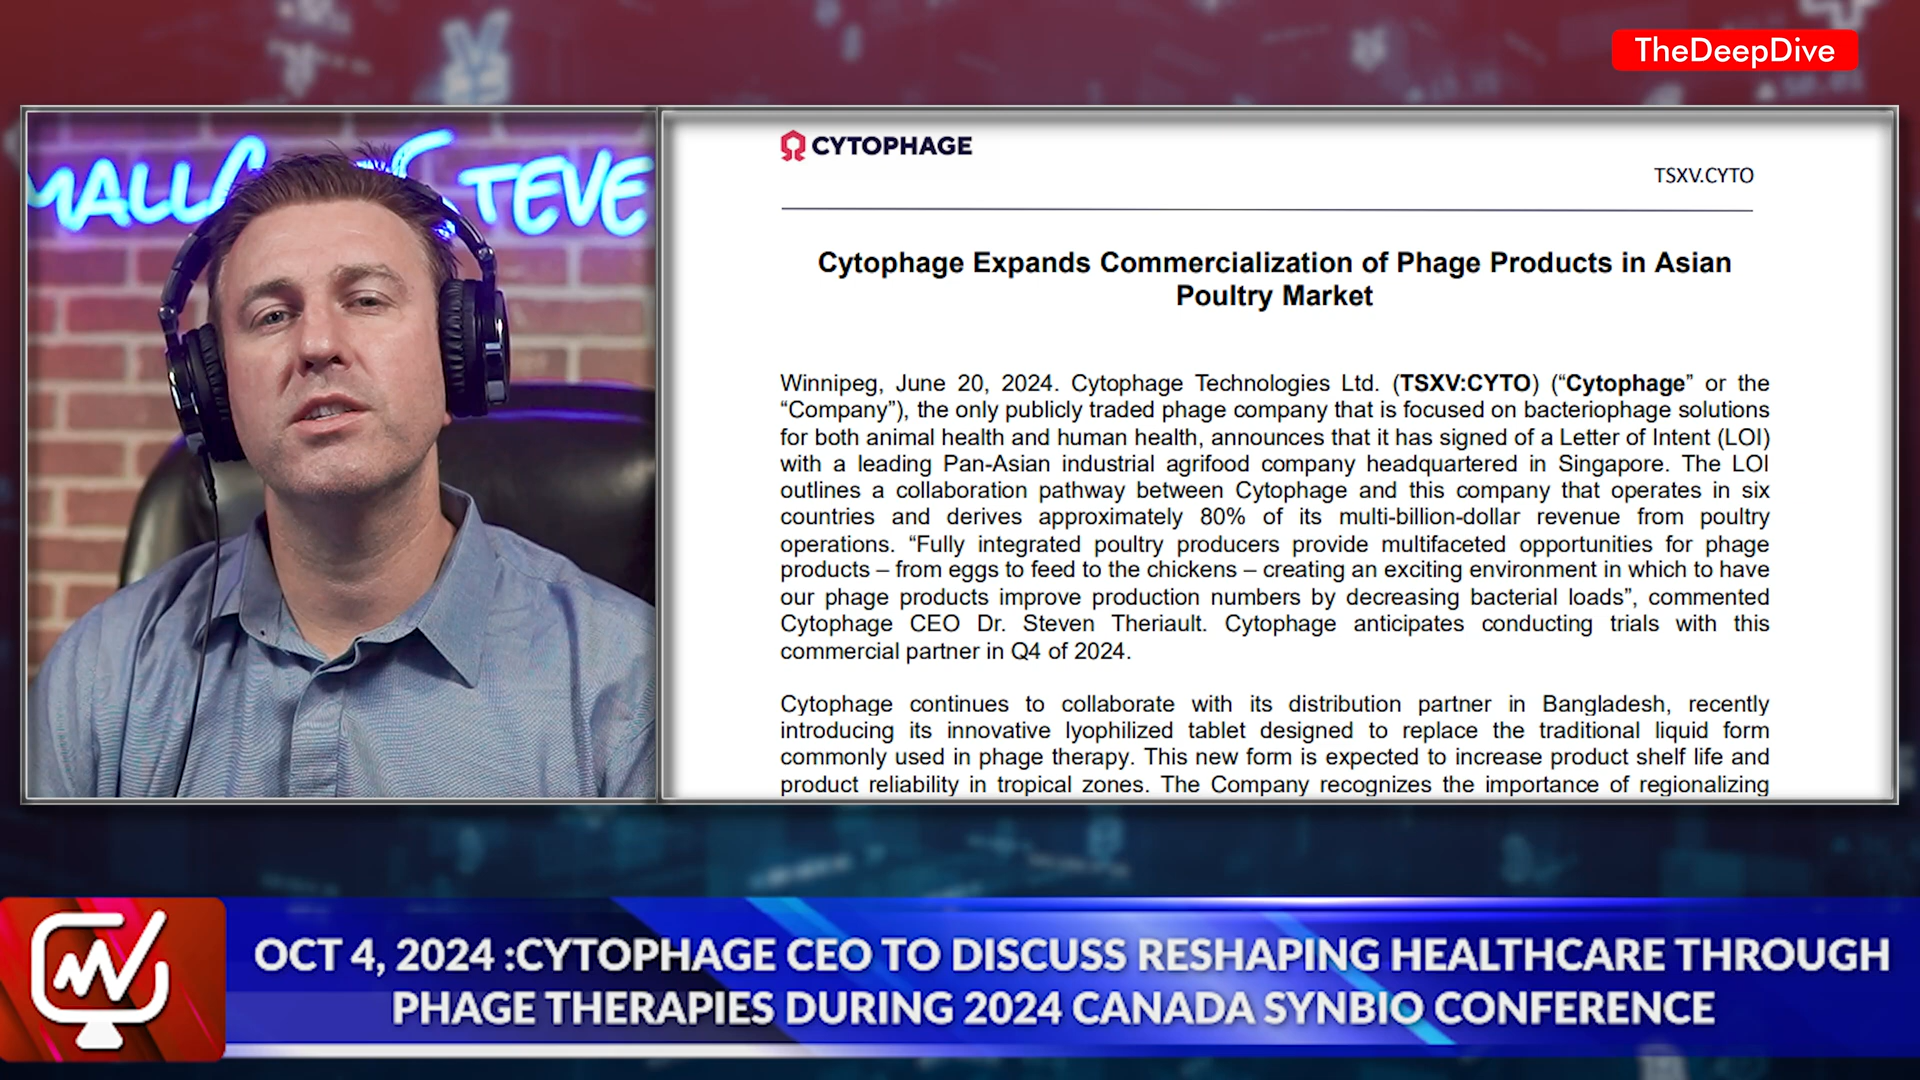 TheDeepDive
MALLCAP STEVE
CYTOPHAGE
TSXV.CYTO
Cytophage Expands Commercialization of Phage Products in Asian
Poultry Market
Winnipeg, June 20, 2024. Cytophage Technologies Ltd. (TSXV:CYTO) (“Cytophage” or the
“Company”), the only publicly traded phage company that is focused on bacteriophage solutions
for both animal health and human health, announces that it has signed of a Letter of Intent (LOI)
with a leading Pan-Asian industrial agrifood company headquartered in Singapore. The LOI
outlines a collaboration pathway between Cytophage and this company that operates in six
countries and derives approximately 80% of its multi-billion-dollar revenue from poultry
operations. “Fully integrated poultry producers provide multifaceted opportunities for phage
products – from eggs to feed to the chickens – creating an exciting environment in which to have
our phage products improve production numbers by decreasing bacterial loads”, commented
Cytophage CEO Dr. Steven Theriault. Cytophage anticipates conducting trials with this
commercial partner in Q4 of 2024.
Cytophage continues to collaborate with its distribution partner in Bangladesh, recently
introducing its innovative lyophilized tablet designed to replace the traditional liquid form
commonly used in phage therapy. This new form is expected to increase product shelf life and
product reliability in tropical zones. The Company recognizes the importance of regionalizing
OCT 4, 2024 :CYTOPHAGE CEO TO DISCUSS RESHAPING HEALTHCARE THROUGH
PHAGE THERAPIES DURING 2024 CANADA SYNBIO CONFERENCE